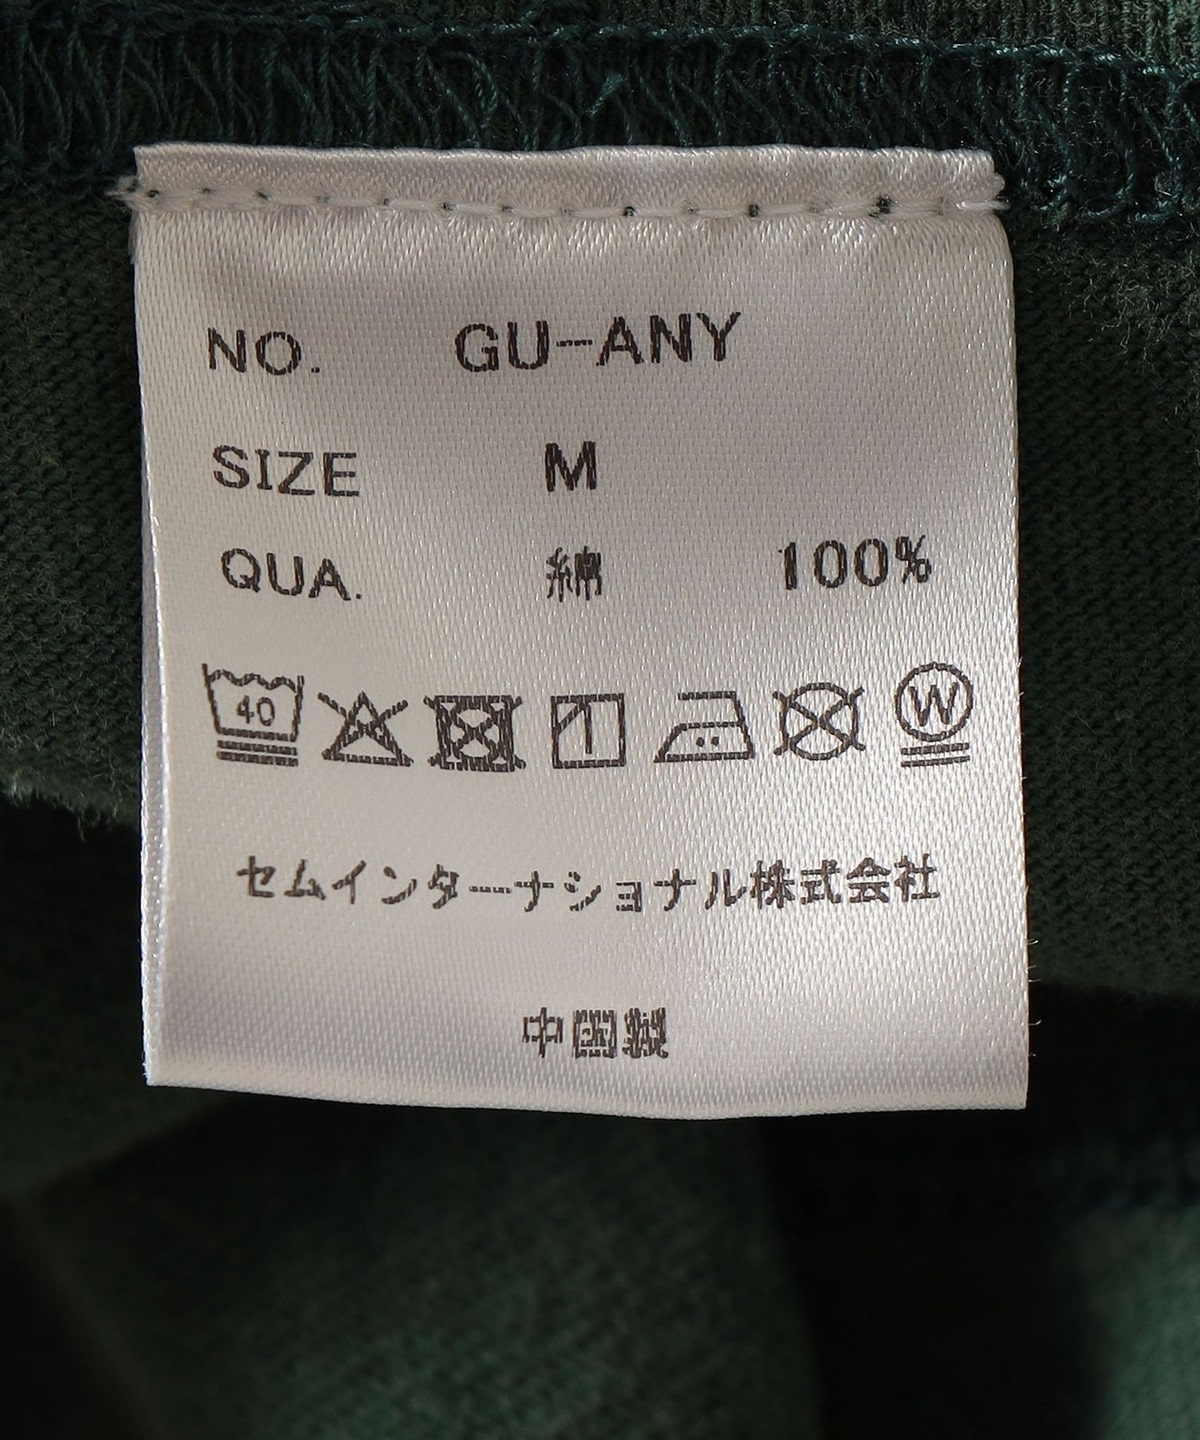 NO. GU-ANY
SIZE M
QUA. 綿 100%
40 W
セムインターナショナル株式会社
中国製